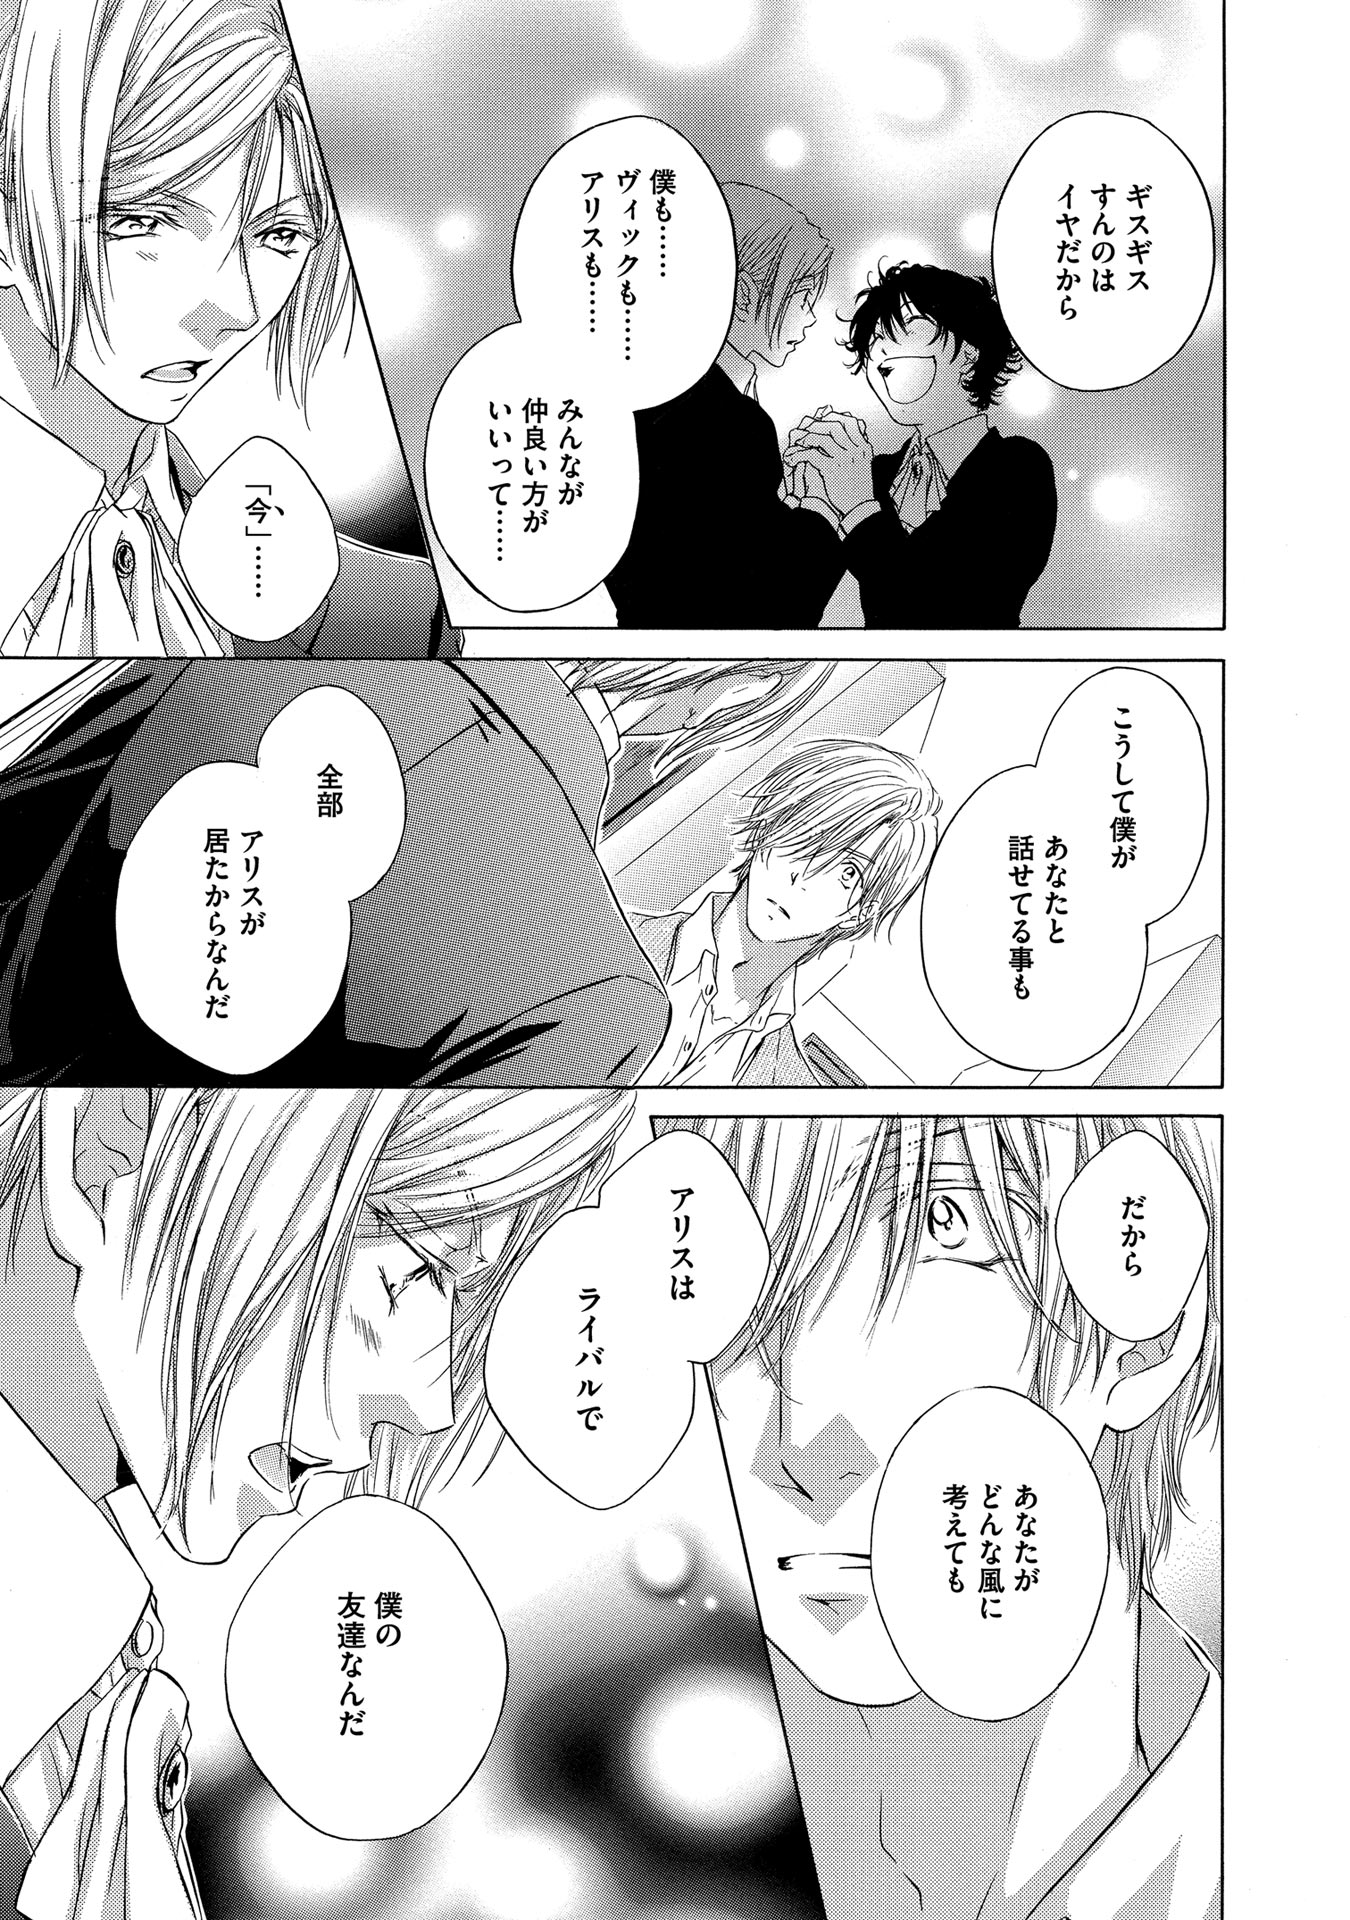 ギスギス
すんのは
イヤだから
僕も……
ヴィックも……
アリスも……
みんなが
仲良い方が
いいって……
「今」……
こうして僕が
あなたと
話せてる事も
全部
アリスが
居たからなんだ
だから
あなたが
どんな風に
考えても
アリスは
ライバルで
僕の
友達なんだ